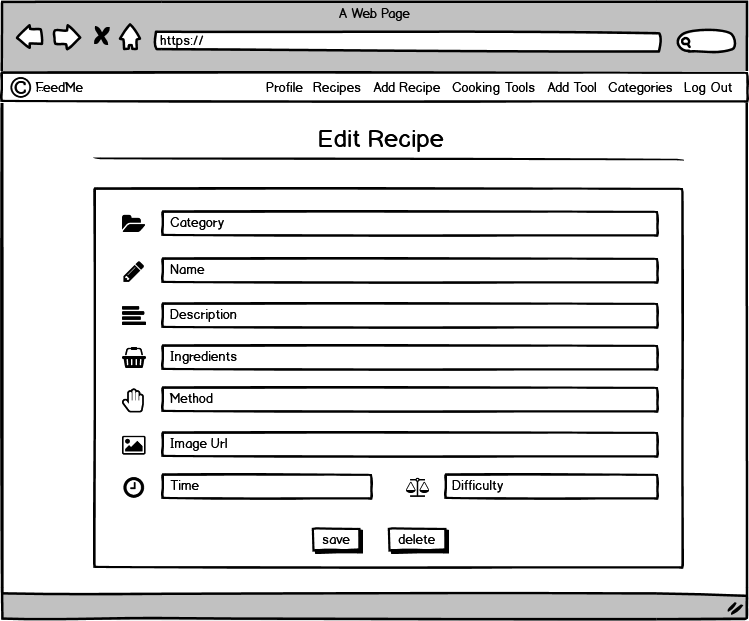 A Web Page
https://
© FeedMe Profile Recipes Add Recipe Cooking Tools Add Tool Categories Log Out
Edit Recipe
Category
Name
Description
Ingredients
Method
Image Url
Time Difficulty
save delete